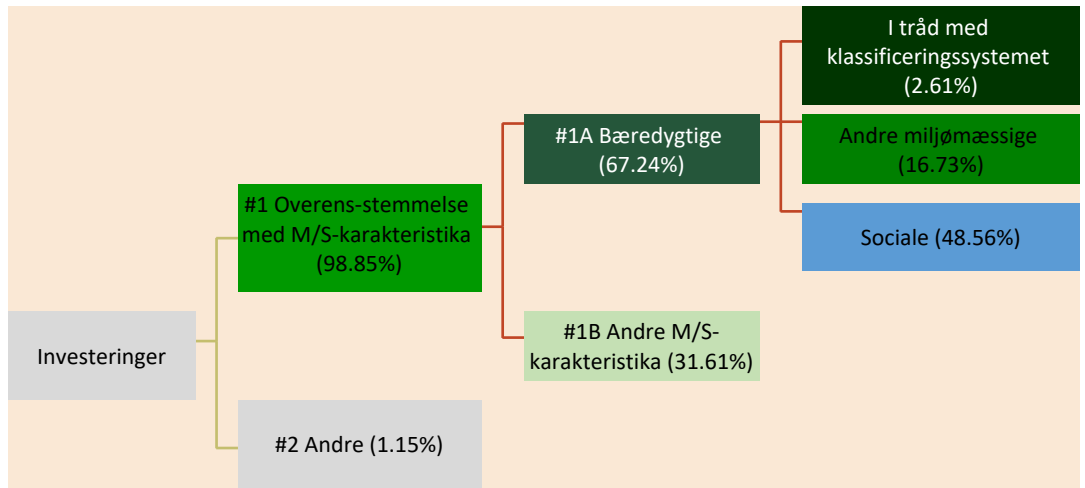 I tråd med
klassificeringssystemet
(2.61%)
#1A Bæredygtige
(67.24%)
Andre miljømæssige
(16.73%)
#1 Overens-stemmelse
med M/S-karakteristika
(98.85%)
Sociale (48.56%)
Investeringer
#1B Andre M/S-
karakteristika (31.61%)
#2 Andre (1.15%)